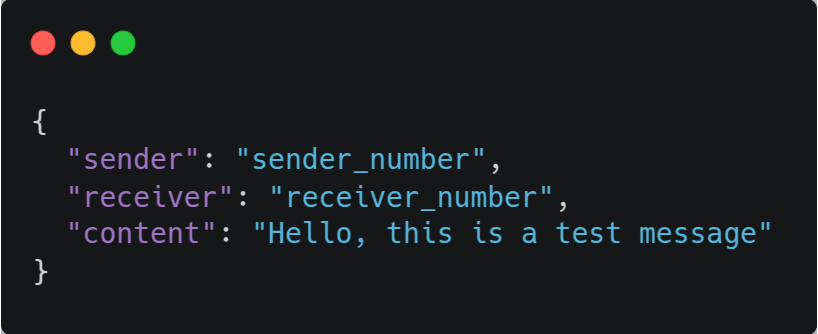 {
  "sender": "sender_number",
  "receiver": "receiver_number",
  "content": "Hello, this is a test message"
}